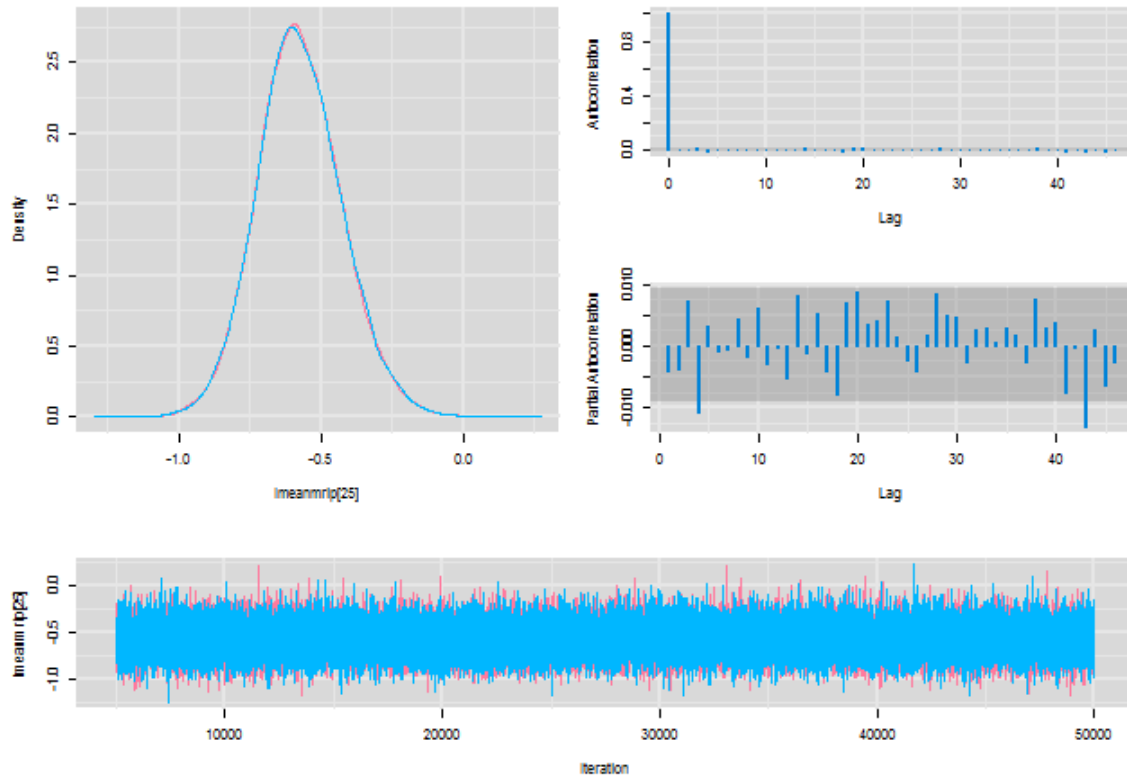 Density
0.0 0.5 1.0 1.5 2.0 2.5
-1.0 -0.5 0.0
lmeanmrip[25]
Autocorrelation
0.0 0.4 0.8
0 10 20 30 40
Lag
Partial Autocorrelation
-0.010 0.000 0.010
0 10 20 30 40
Lag
lmeanmrip[25]
-1.0 -0.5 0.0
10000 20000 30000 40000 50000
Iteration